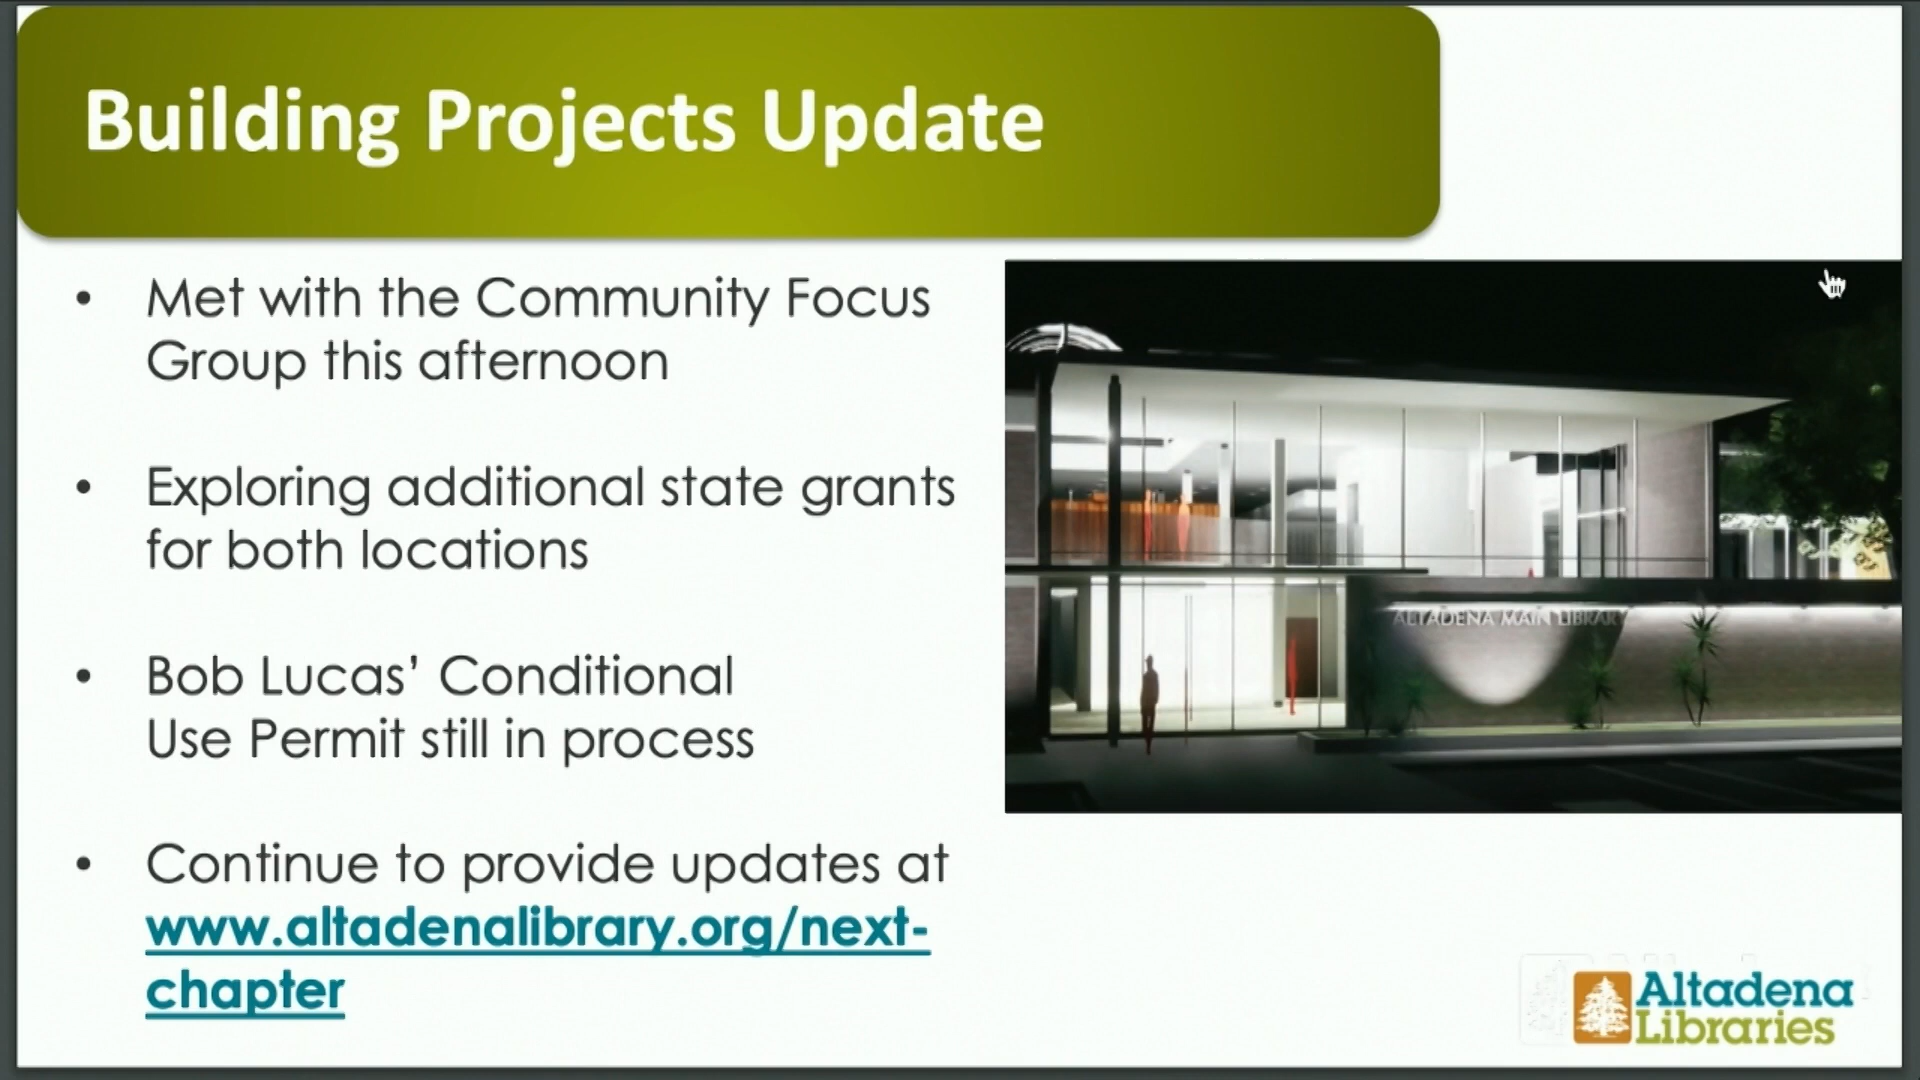 Building Projects Update
• Met with the Community Focus
Group this afternoon
• Exploring additional state grants
for both locations
• Bob Lucas’ Conditional
Use Permit still in process
• Continue to provide updates at
www.altadenalibrary.org/next-
chapter
ALTADENA MAIN LIBRARY
Altadena
Libraries